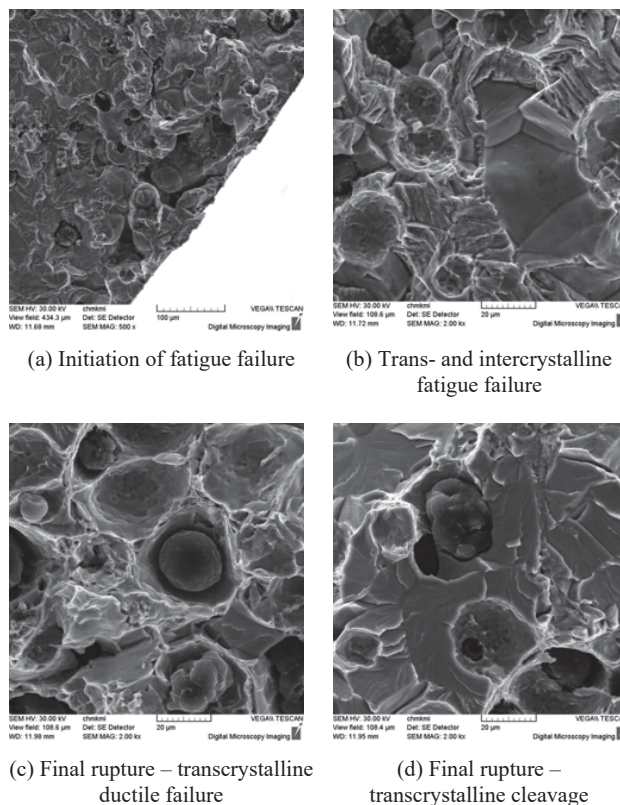 SEM HV: 30.00 kV chmkmi VEGA\\ TESCAN
View field: 434.3 µm Det: SE Detector 100 µm
WD: 11.68 mm SEM MAG: 500 x Digital Microscopy Imaging
(a) Initiation of fatigue failure
SEM HV: 30.00 kV chmkmi VEGA\\ TESCAN
View field: 108.6 µm Det: SE Detector 20 µm
WD: 11.72 mm SEM MAG: 2.00 kx Digital Microscopy Imaging
(b) Trans- and intercrystalline
fatigue failure
SEM HV: 30.00 kV chmkmi VEGA\\ TESCAN
View field: 108.6 µm Det: SE Detector 20 µm
WD: 11.98 mm SEM MAG: 2.00 kx Digital Microscopy Imaging
(c) Final rupture – transcrystalline
ductile failure
SEM HV: 30.00 kV chmkmi VEGA\\ TESCAN
View field: 108.4 µm Det: SE Detector 20 µm
WD: 11.95 mm SEM MAG: 2.00 kx Digital Microscopy Imaging
(d) Final rupture –
transcrystalline cleavage